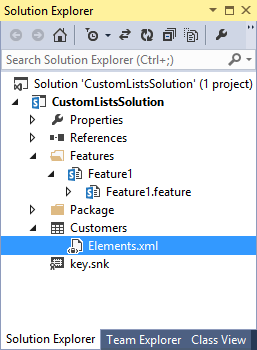 Solution Explorer
Search Solution Explorer (Ctrl+;)
Solution 'CustomListsSolution' (1 project)
CustomListsSolution
Properties
References
Features
Feature1
Feature1.feature
Package
Customers
Elements.xml
key.snk
Solution Explorer Team Explorer Class View